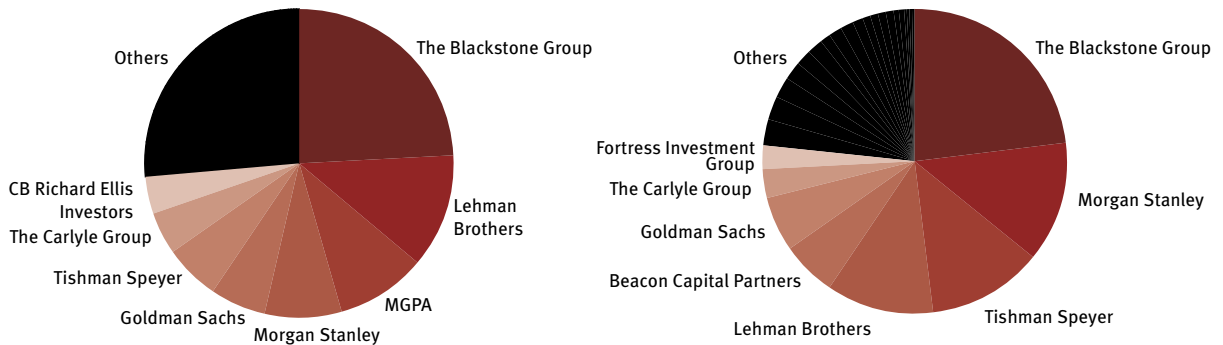 Others
The Blackstone Group
CB Richard Ellis
Investors
The Carlyle Group
Tishman Speyer
Goldman Sachs
Morgan Stanley
MGPA
Lehman
Brothers
Others
The Blackstone Group
Fortress Investment
Group
The Carlyle Group
Goldman Sachs
Beacon Capital Partners
Lehman Brothers
Tishman Speyer
Morgan Stanley